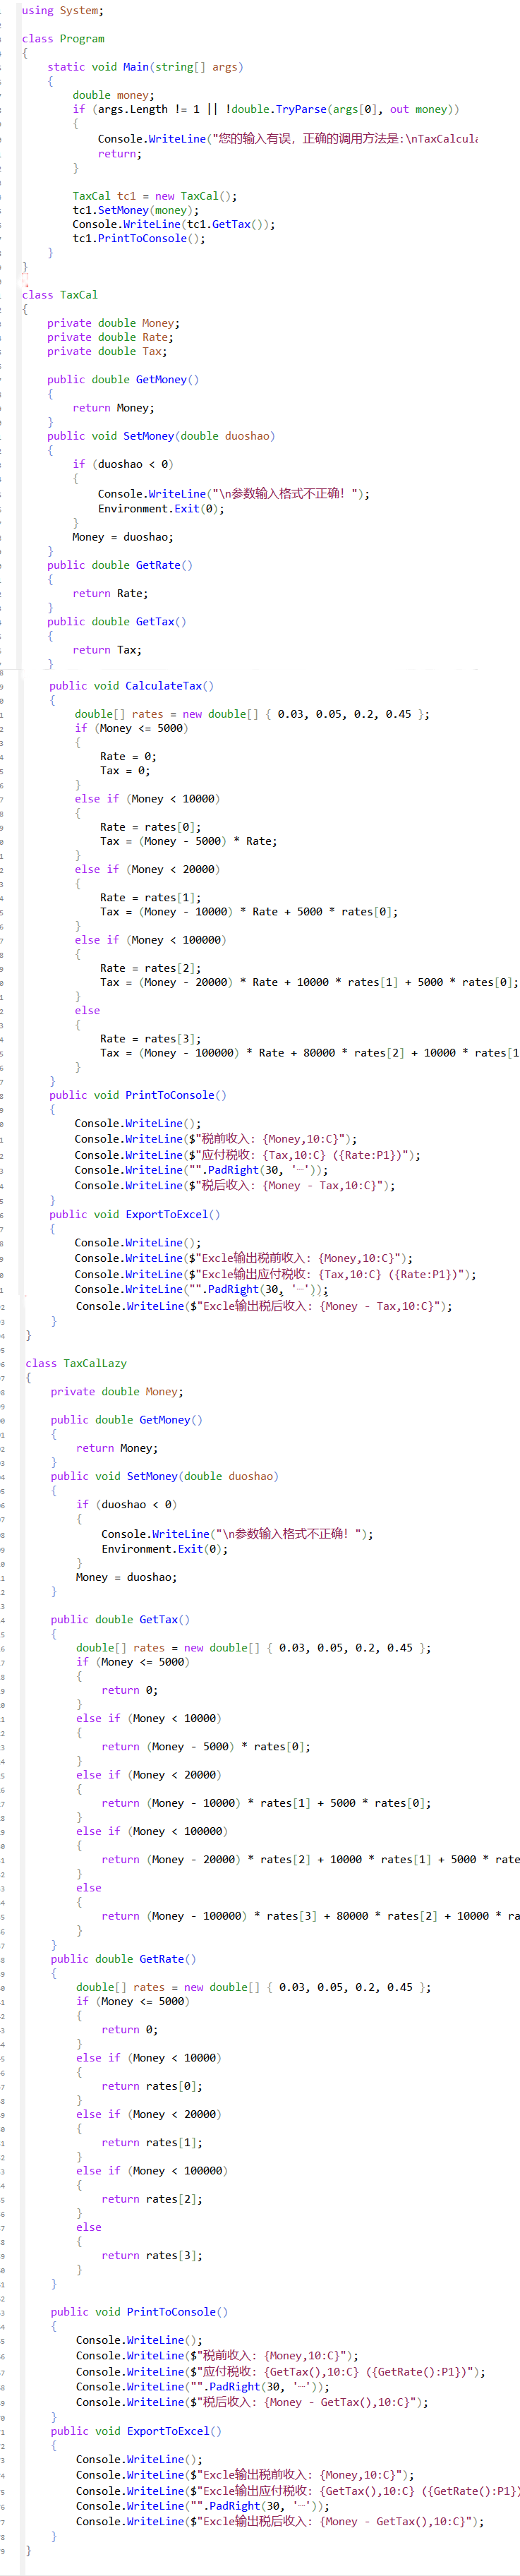 using System;
class Program
{
static void Main(string[] args)
{
double money;
if (args.Length != 1 || !double.TryParse(args[0], out money))
{
Console.WriteLine("您的输入有误，正确的调用方法是:\nTaxCalcula
return;
}
TaxCal tc1 = new TaxCal();
tc1.SetMoney(money);
Console.WriteLine(tc1.GetTax());
tc1.PrintToConsole();
}
}
class TaxCal
{
private double Money;
private double Rate;
private double Tax;
public double GetMoney()
{
return Money;
}
public void SetMoney(double duoshao)
{
if (duoshao < 0)
{
Console.WriteLine("\n参数输入格式不正确！");
Environment.Exit(0);
}
Money = duoshao;
}
public double GetRate()
{
return Rate;
}
public double GetTax()
{
return Tax;
}
public void CalculateTax()
{
double[] rates = new double[] { 0.03, 0.05, 0.2, 0.45 };
if (Money <= 5000)
{
Rate = 0;
Tax = 0;
}
else if (Money < 10000)
{
Rate = rates[0];
Tax = (Money - 5000) * Rate;
}
else if (Money < 20000)
{
Rate = rates[1];
Tax = (Money - 10000) * Rate + 5000 * rates[0];
}
else if (Money < 100000)
{
Rate = rates[2];
Tax = (Money - 20000) * Rate + 10000 * rates[1] + 5000 * rates[0];
}
else
{
Rate = rates[3];
Tax = (Money - 100000) * Rate + 80000 * rates[2] + 10000 * rates[1
}
}
public void PrintToConsole()
{
Console.WriteLine();
Console.WriteLine($"税前收入: {Money,10:C}");
Console.WriteLine($"应付税收: {Tax,10:C} ({Rate:P1})");
Console.WriteLine("".PadRight(30, '─'));
Console.WriteLine($"税后收入: {Money - Tax,10:C}");
}
public void ExportToExcel()
{
Console.WriteLine();
Console.WriteLine($"Excle输出税前收入: {Money,10:C}");
Console.WriteLine($"Excle输出应付税收: {Tax,10:C} ({Rate:P1})");
Console.WriteLine("".PadRight(30, '─'));
Console.WriteLine($"Excle输出税后收入: {Money - Tax,10:C}");
}
}
class TaxCalLazy
{
private double Money;
public double GetMoney()
{
return Money;
}
public void SetMoney(double duoshao)
{
if (duoshao < 0)
{
Console.WriteLine("\n参数输入格式不正确！");
Environment.Exit(0);
}
Money = duoshao;
}
public double GetTax()
{
double[] rates = new double[] { 0.03, 0.05, 0.2, 0.45 };
if (Money <= 5000)
{
return 0;
}
else if (Money < 10000)
{
return (Money - 5000) * rates[0];
}
else if (Money < 20000)
{
return (Money - 10000) * rates[1] + 5000 * rates[0];
}
else if (Money < 100000)
{
return (Money - 20000) * rates[2] + 10000 * rates[1] + 5000 * rate
}
else
{
return (Money - 100000) * rates[3] + 80000 * rates[2] + 10000 * ra
}
}
public double GetRate()
{
double[] rates = new double[] { 0.03, 0.05, 0.2, 0.45 };
if (Money <= 5000)
{
return 0;
}
else if (Money < 10000)
{
return rates[0];
}
else if (Money < 20000)
{
return rates[1];
}
else if (Money < 100000)
{
return rates[2];
}
else
{
return rates[3];
}
}
public void PrintToConsole()
{
Console.WriteLine();
Console.WriteLine($"税前收入: {Money,10:C}");
Console.WriteLine($"应付税收: {GetTax(),10:C} ({GetRate():P1})");
Console.WriteLine("".PadRight(30, '─'));
Console.WriteLine($"税后收入: {Money - GetTax(),10:C}");
}
public void ExportToExcel()
{
Console.WriteLine();
Console.WriteLine($"Excle输出税前收入: {Money,10:C}");
Console.WriteLine($"Excle输出应付税收: {GetTax(),10:C} ({GetRate():P1})
Console.WriteLine("".PadRight(30, '─'));
Console.WriteLine($"Excle输出税后收入: {Money - GetTax(),10:C}");
}
}